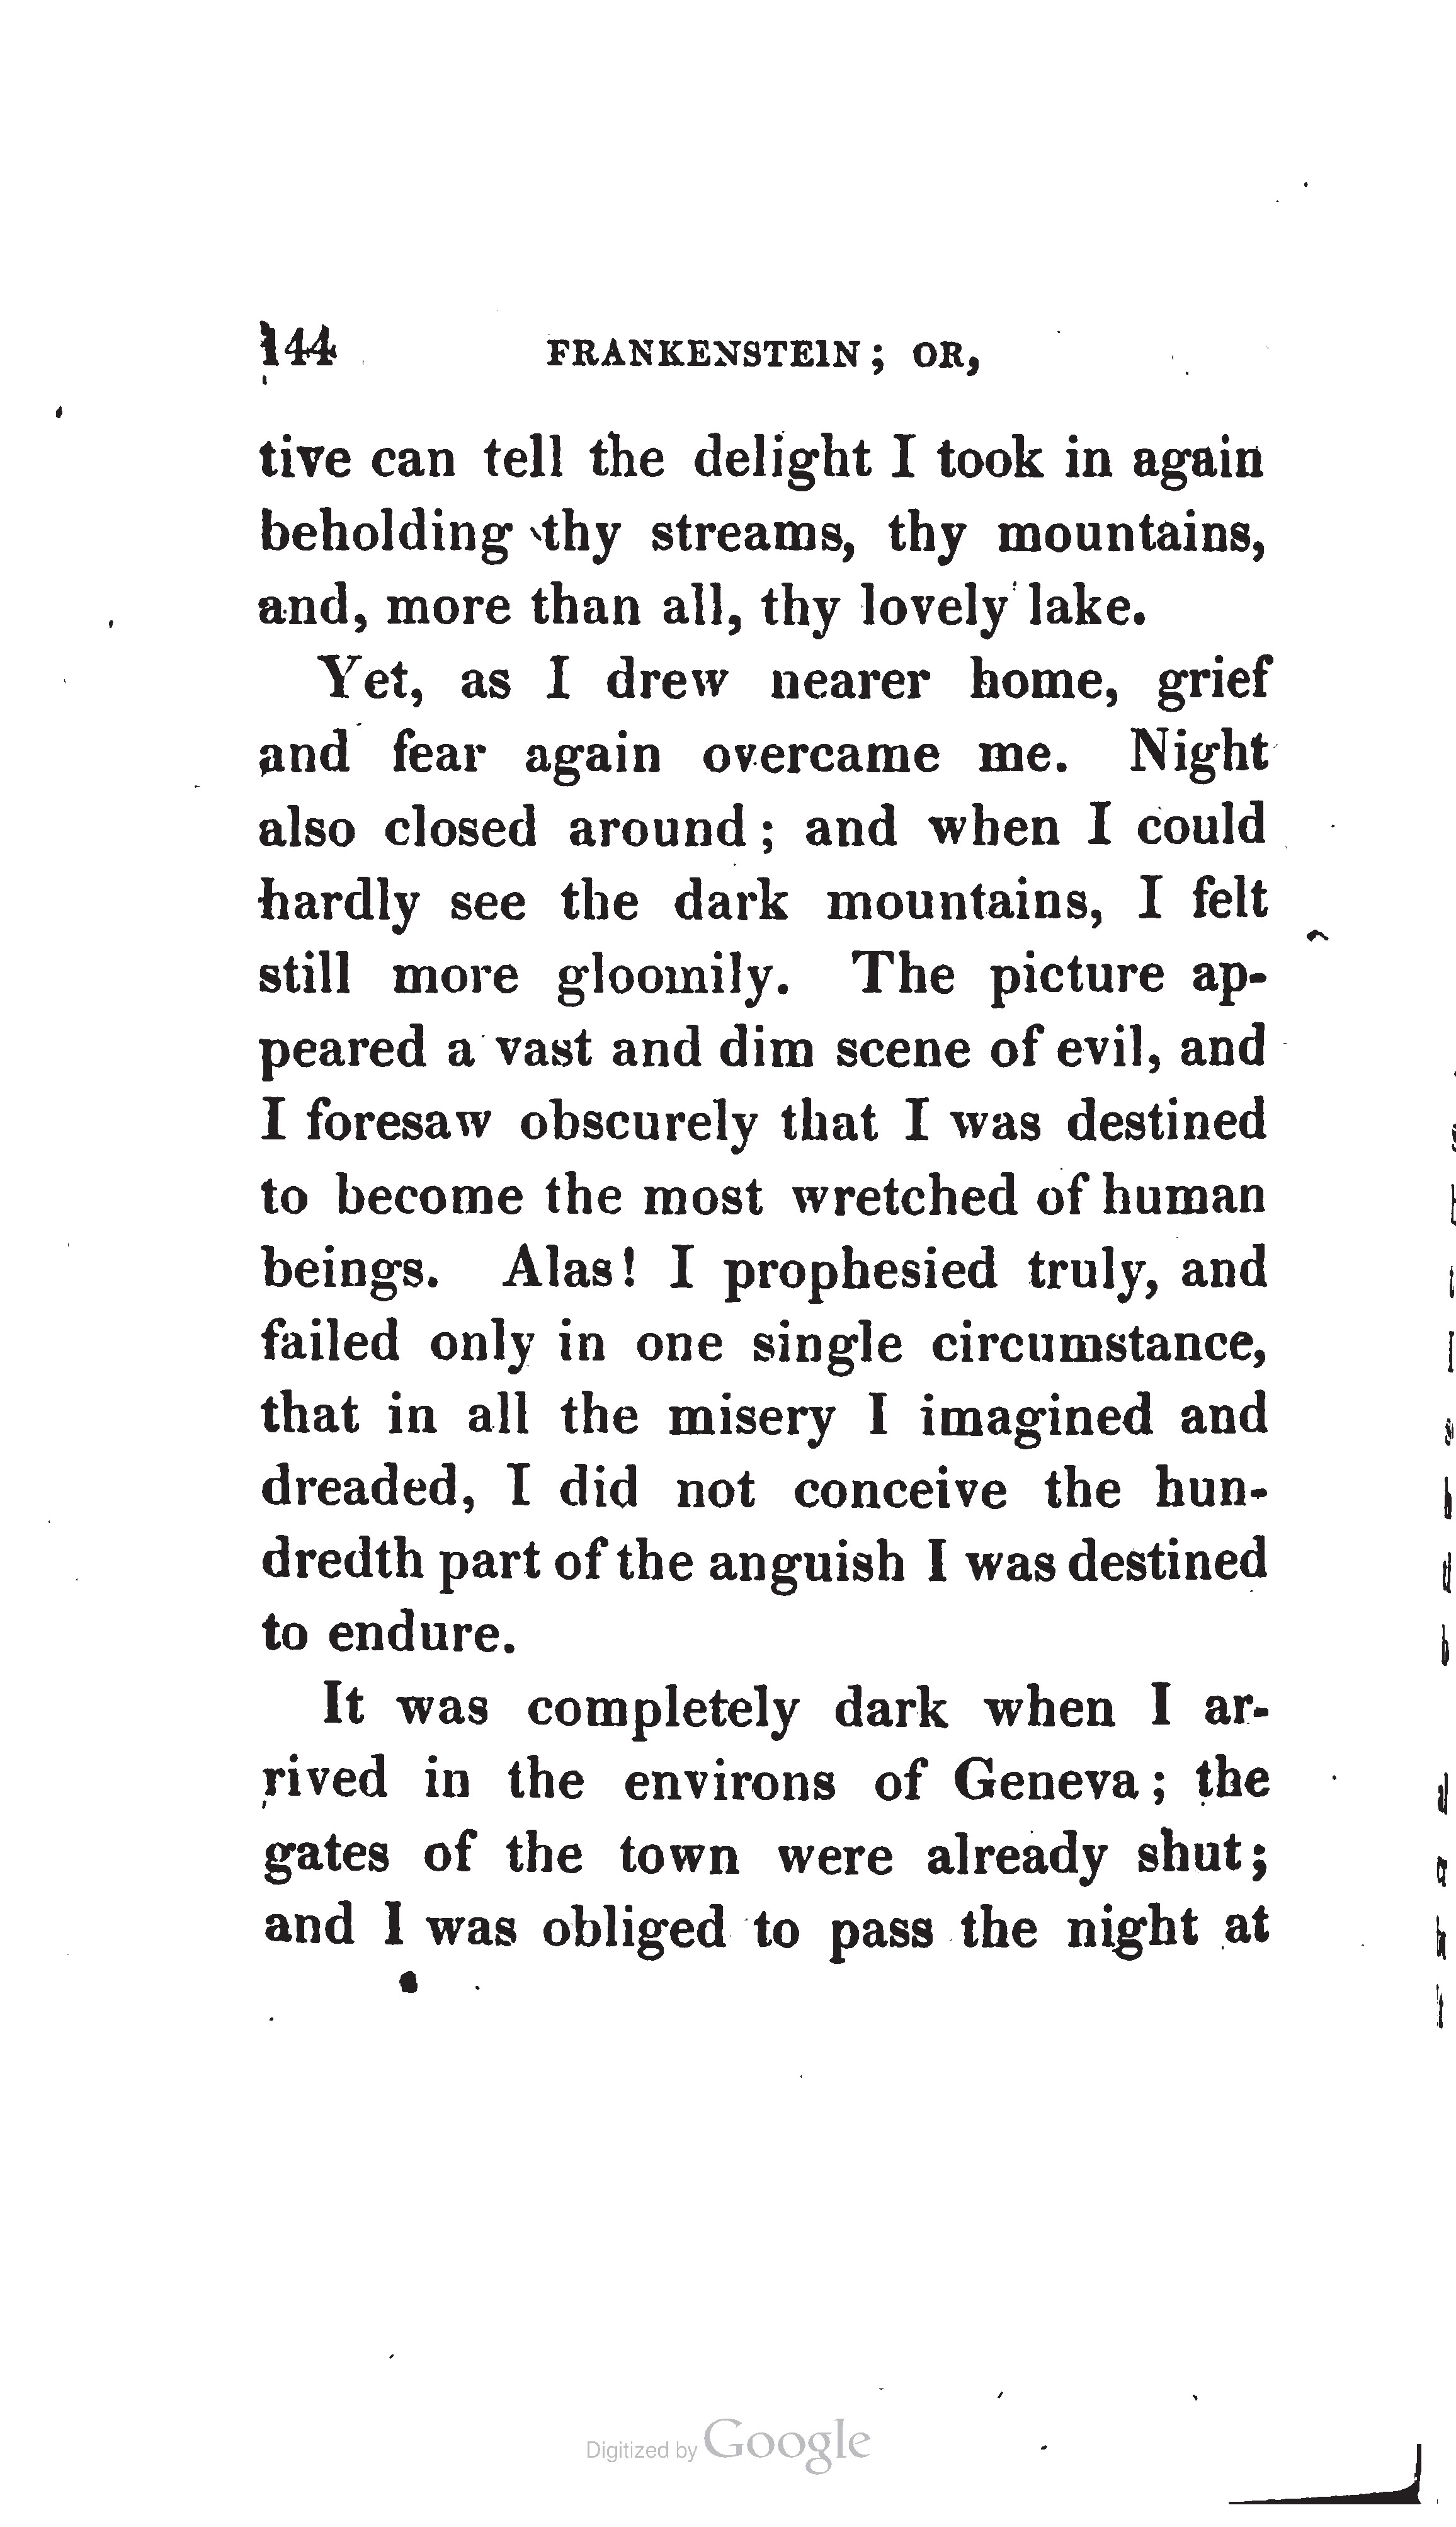 144 FRANKENSTEIN; OR,
tive can tell the delight I took in again
beholding thy streams, thy mountains,
and, more than all, thy lovely lake.
Yet, as I drew nearer home, grief
and fear again overcame me. Night
also closed around; and when I could
hardly see the dark mountains, I felt
still more gloomily. The picture ap-
peared a vast and dim scene of evil, and
I foresaw obscurely that I was destined
to become the most wretched of human
beings. Alas! I prophesied truly, and
failed only in one single circumstance,
that in all the misery I imagined and
dreaded, I did not conceive the hun-
dredth part of the anguish I was destined
to endure.
It was completely dark when I ar-
rived in the environs of Geneva; the
gates of the town were already shut;
and I was obliged to pass the night at
Digitized by Google